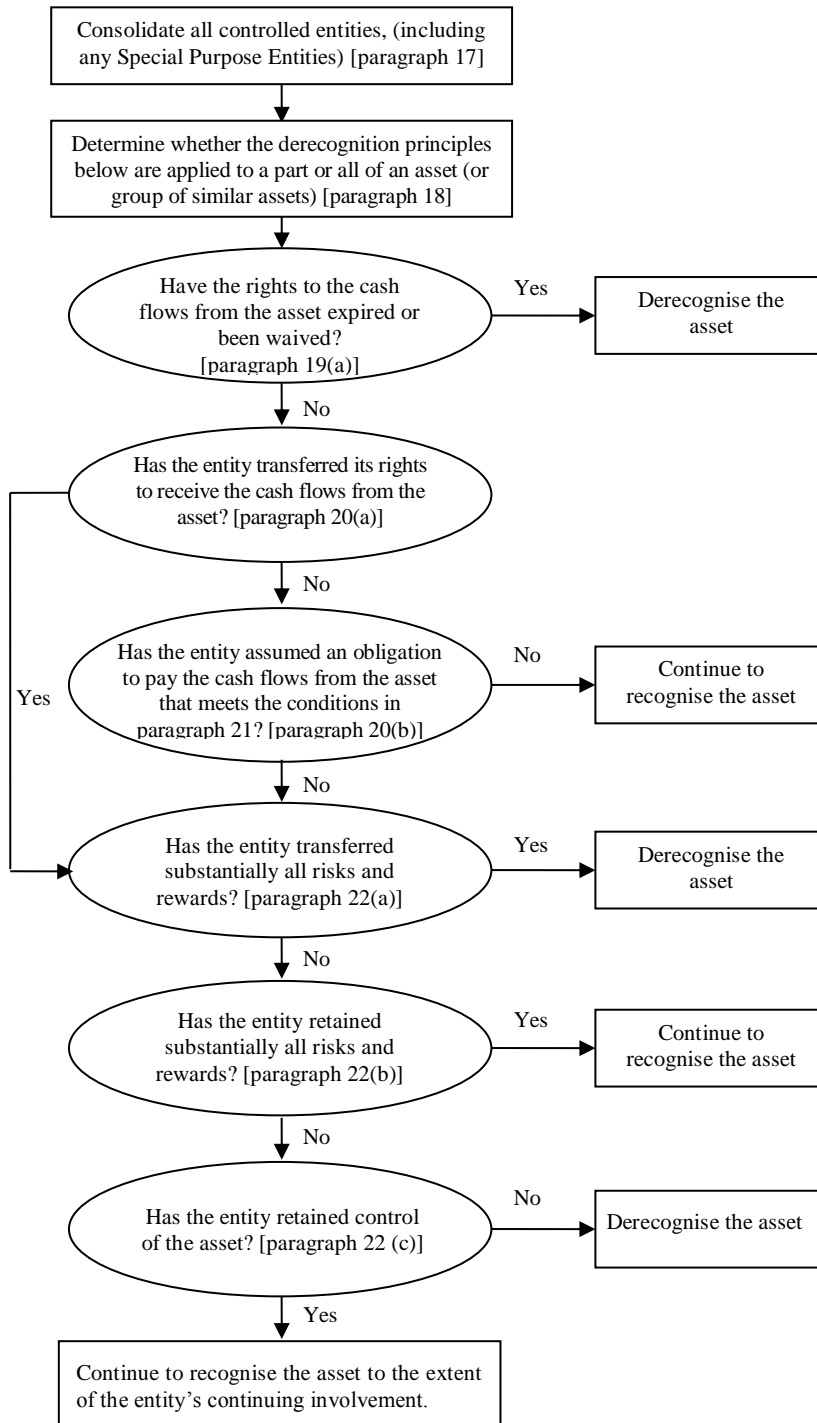 Consolidate all controlled entities, (including
any Special Purpose Entities) [paragraph 17]
Determine whether the derecognition principles
below are applied to a part or all of an asset (or
group of similar assets) [paragraph 18]
Have the rights to the cash
flows from the asset expired or
been waived?
[paragraph 19(a)]
Yes
Derecognise the
asset
No
Has the entity transferred its rights
to receive the cash flows from the
asset? [paragraph 20(a)]
No
Yes
Has the entity assumed an obligation
to pay the cash flows from the asset
that meets the conditions in
paragraph 21? [paragraph 20(b)]
No
Continue to
recognise the asset
No
Has the entity transferred
substantially all risks and
rewards? [paragraph 22(a)]
Yes
Derecognise the
asset
No
Has the entity retained
substantially all risks and
rewards? [paragraph 22(b)]
Yes
Continue to
recognise the asset
No
Has the entity retained control
of the asset? [paragraph 22 (c)]
No
Derecognise the asset
Yes
Continue to recognise the asset to the extent
of the entity’s continuing involvement.